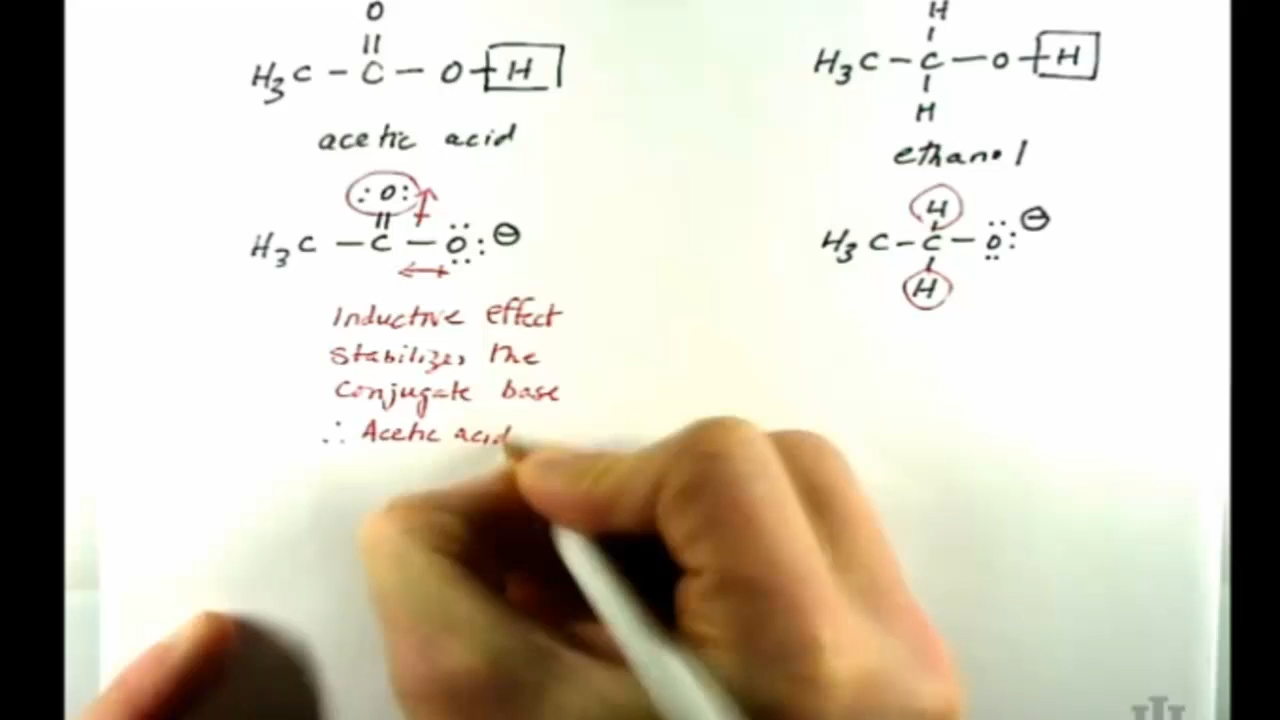 O H
|| |
H3C – C – O – H H3C – C – O – H
|
H
acetic acid ethanol
:O: H
|| |
H3C – C – O: ⊖ H3C – C – O: ⊖
|
H
Inductive effect
stabilizes the
conjugate base
∴ Acetic acid